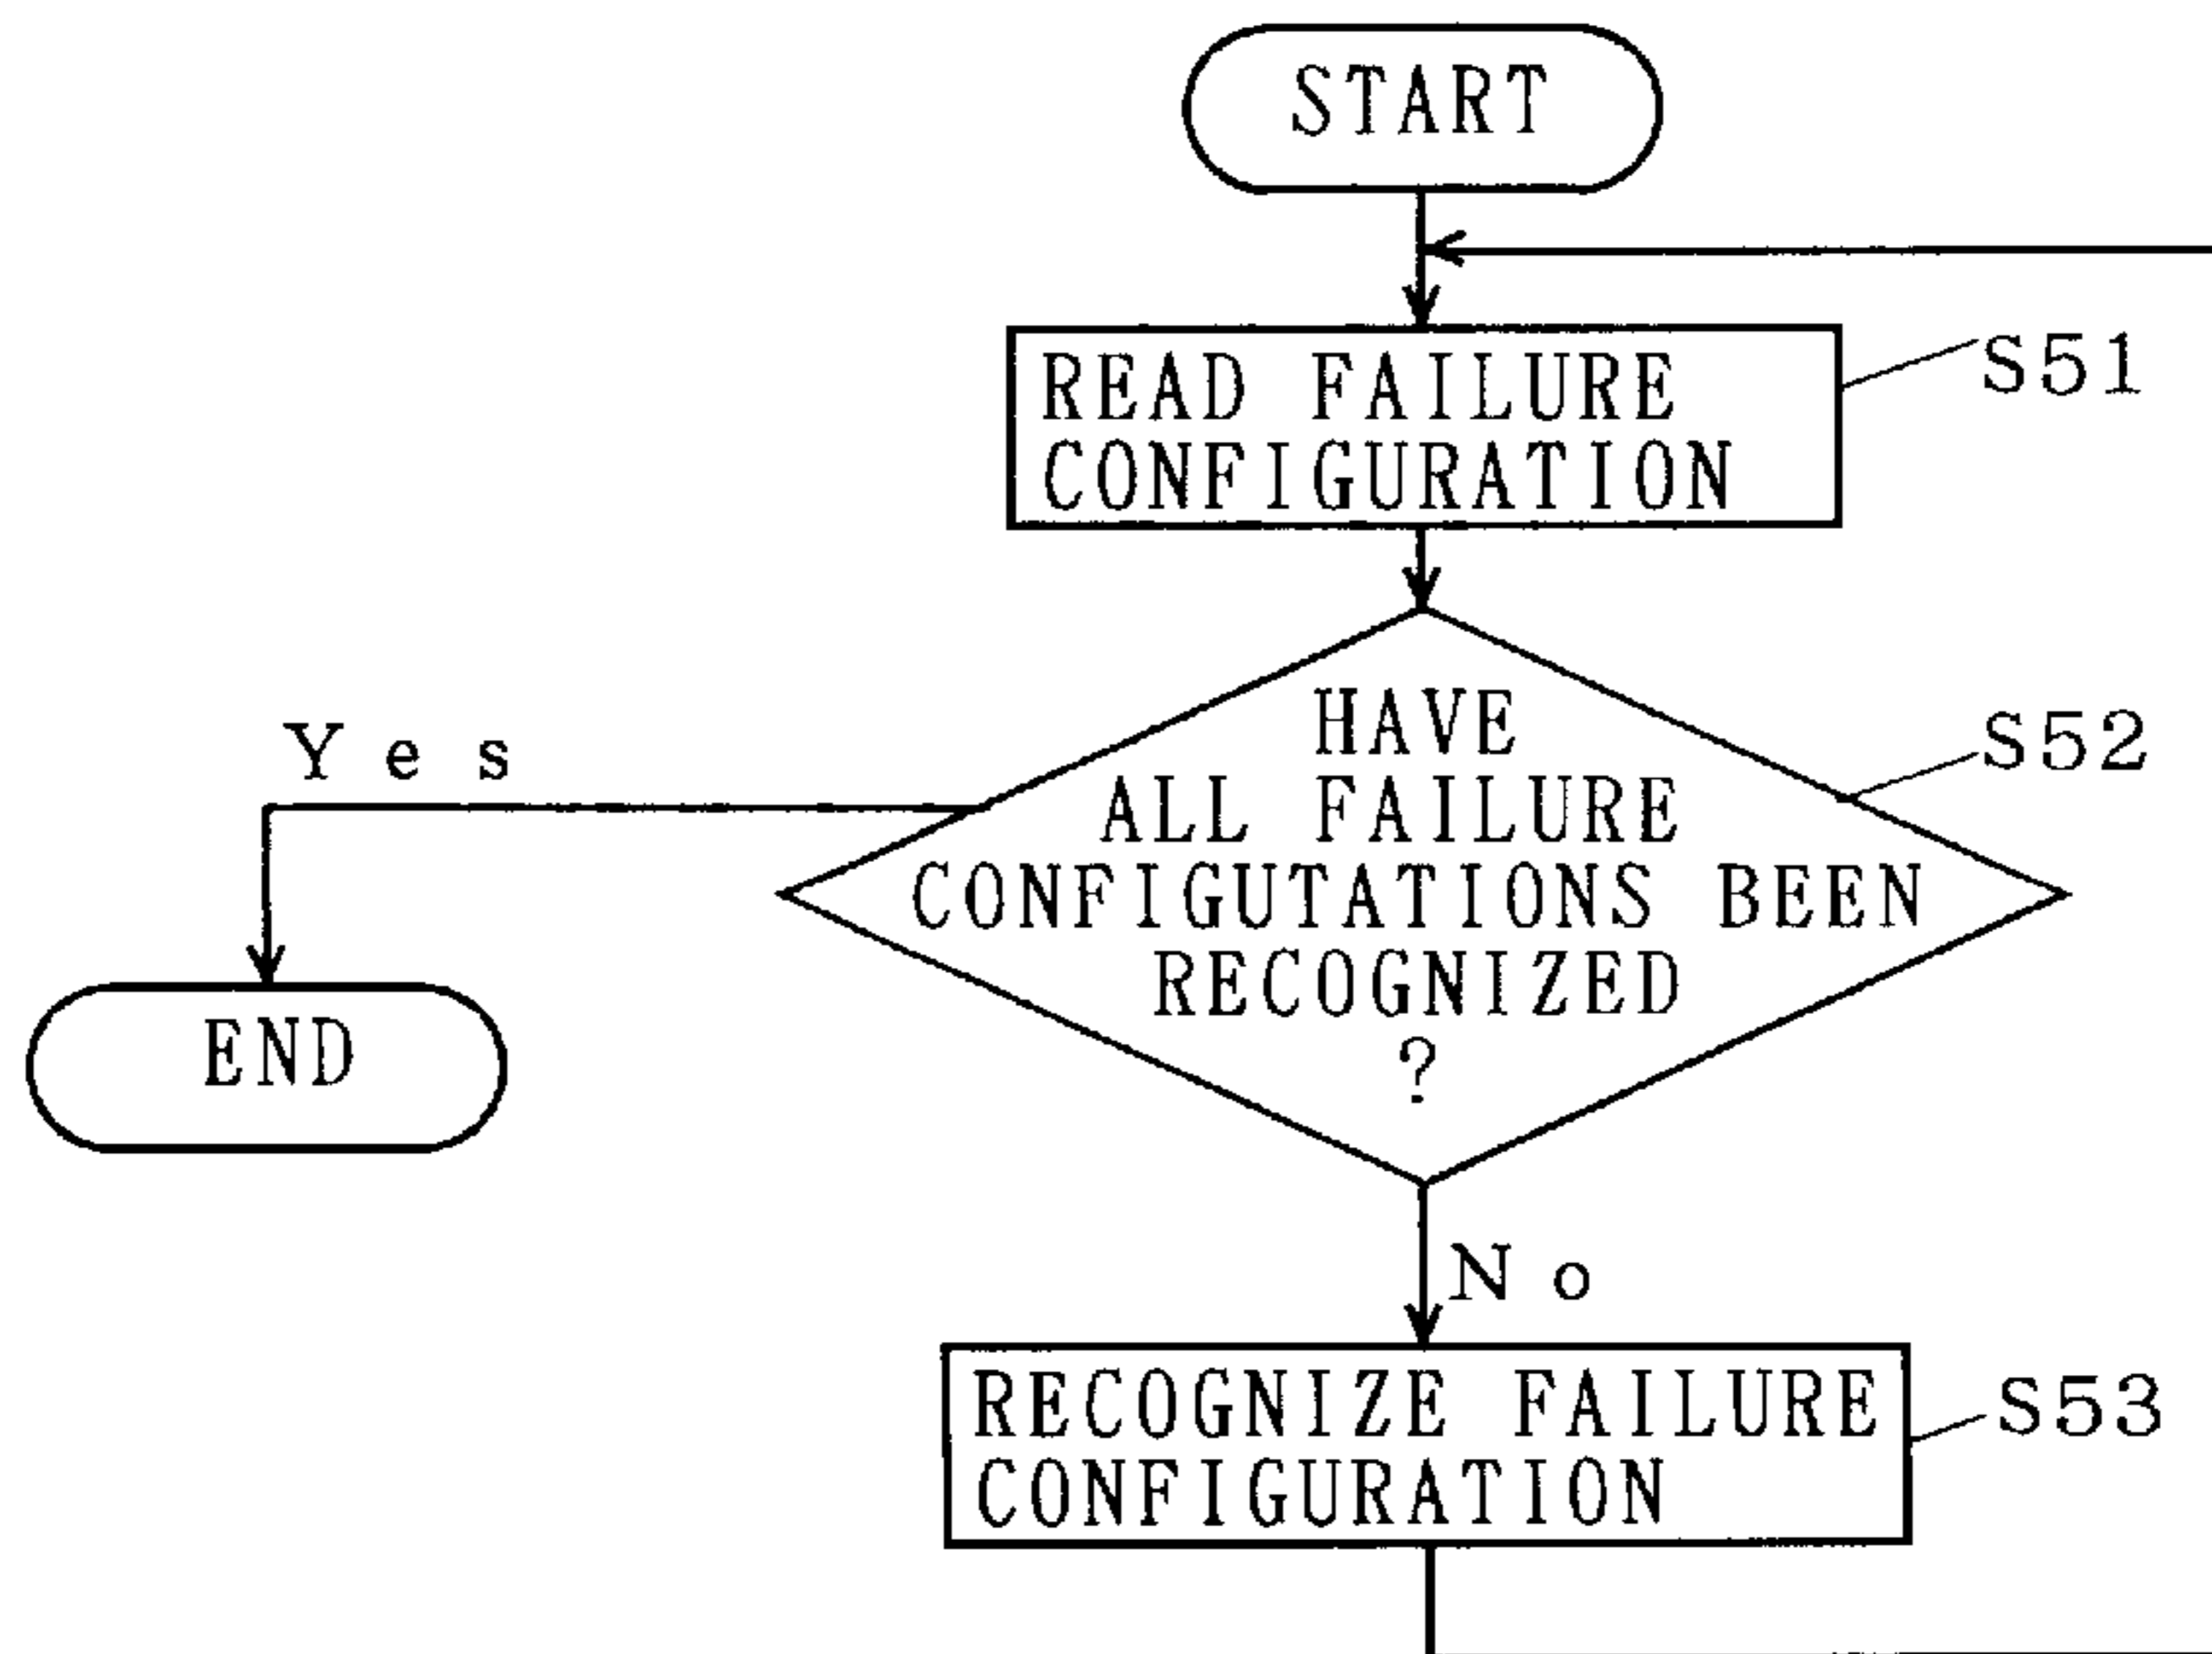 START
READ FAILURE
CONFIGURATION
S51
HAVE
ALL FAILURE
CONFIGUTATIONS BEEN
RECOGNIZED
?
S52
Yes
END
No
RECOGNIZE FAILURE
CONFIGURATION
S53